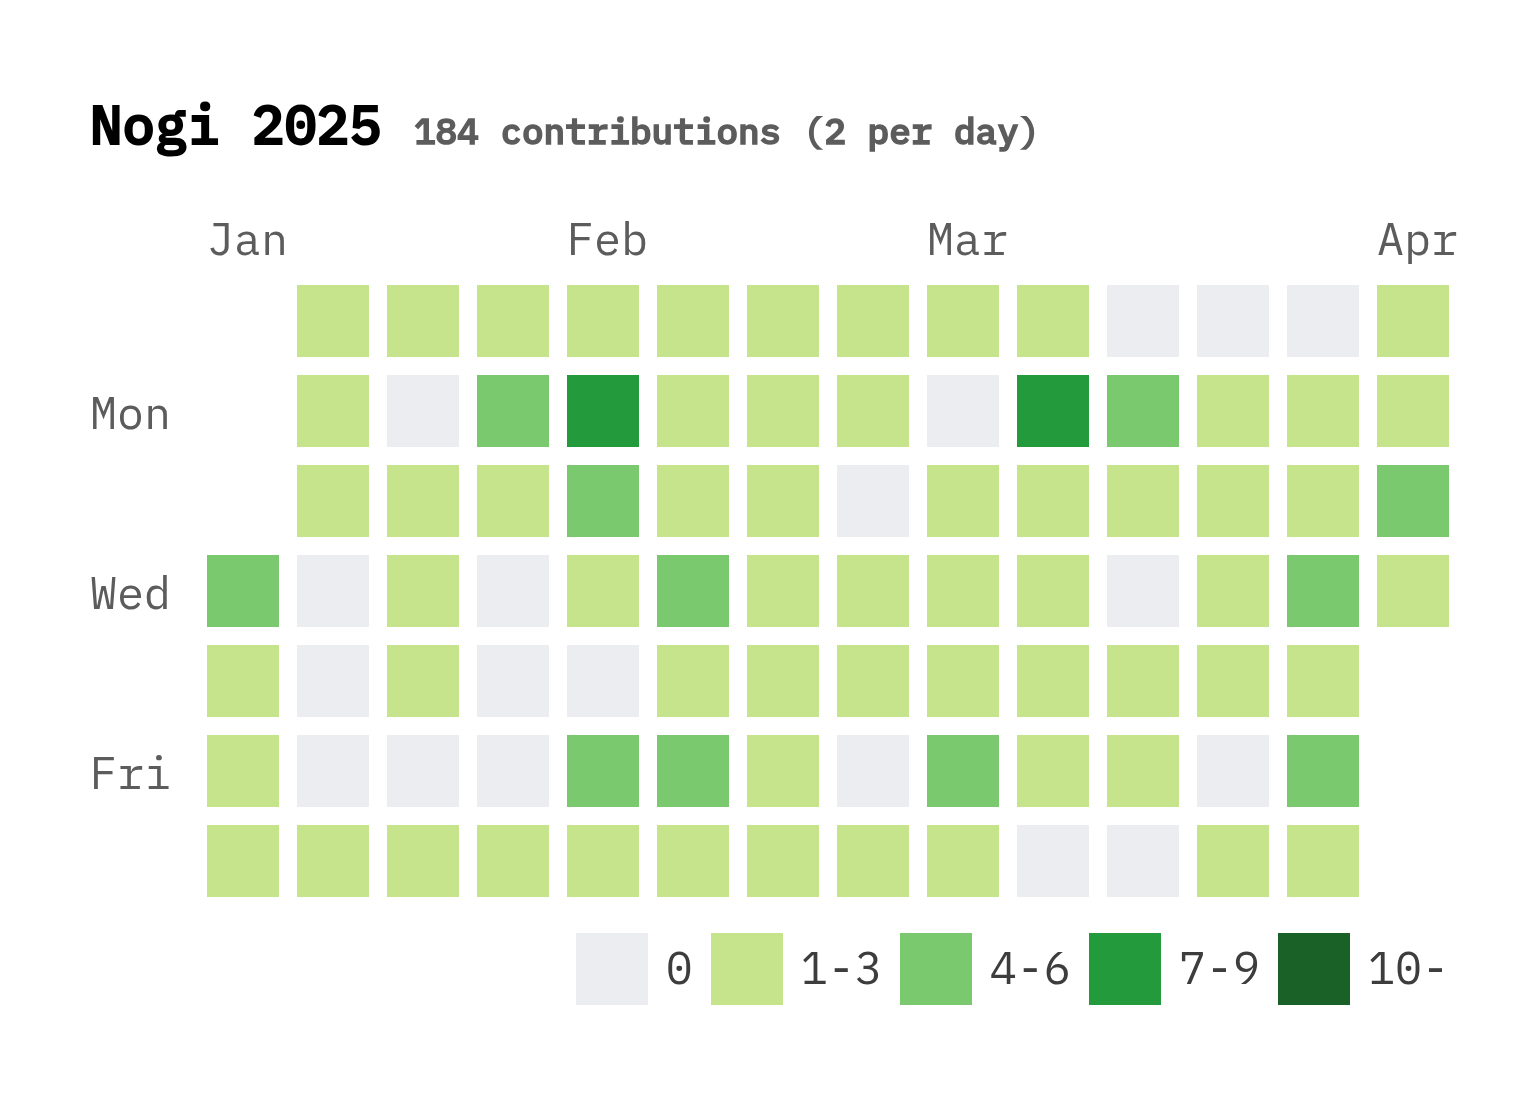 Nogi 2025 184 contributions (2 per day)
Jan Feb Mar Apr
Mon
Wed
Fri
0 1-3 4-6 7-9 10-